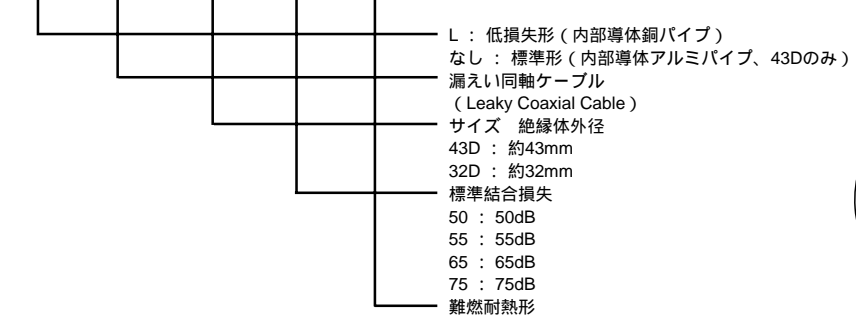 L : 低損失形(内部導体銅パイプ)
なし : 標準形(内部導体アルミパイプ、43Dのみ)
漏えい同軸ケーブル
(Leaky Coaxial Cable)
サイズ 絶縁体外径
43D : 約43mm
32D : 約32mm
標準結合損失
50 : 50dB
55 : 55dB
65 : 65dB
75 : 75dB
難燃耐熱形